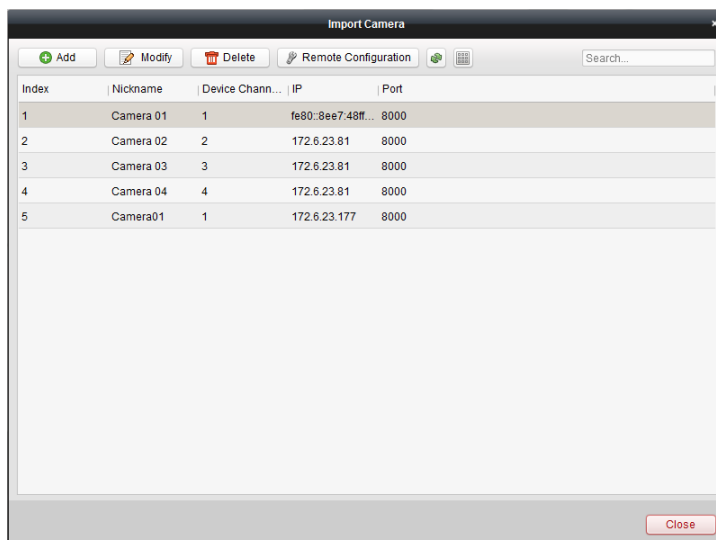 Import Camera
Add Modify Delete Remote Configuration Search...
Index Nickname Device Chann... IP Port
1 Camera 01 1 fe80::8ee7:48ff... 8000
2 Camera 02 2 172.6.23.81 8000
3 Camera 03 3 172.6.23.81 8000
4 Camera 04 4 172.6.23.81 8000
5 Camera01 1 172.6.23.177 8000
Close